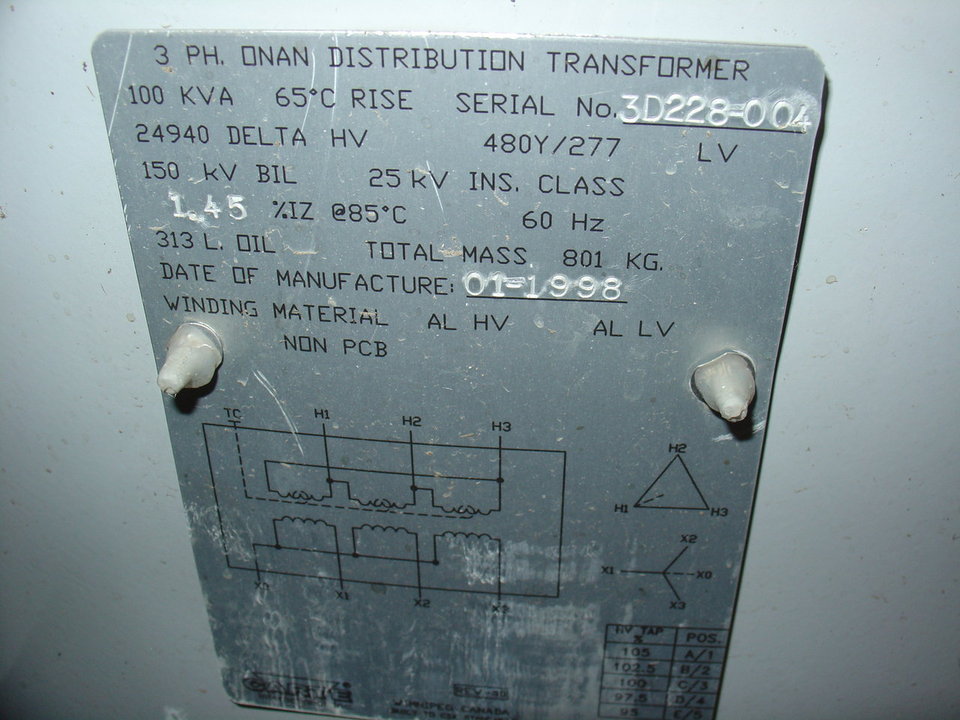 3 PH. ONAN DISTRIBUTION TRANSFORMER
100 KVA 65°C RISE SERIAL No. 3D228-004
24940 DELTA HV 480Y/277 LV
150 kV BIL 25 kV INS. CLASS
1.45 %IZ @85°C 60 Hz
313 L. OIL TOTAL MASS 801 KG.
DATE OF MANUFACTURE: 01-1998
WINDING MATERIAL AL HV AL LV
NON PCB
TC H1 H2 H3
H2
H1 H3
X2
X1 X0
X3
X0 X1 X2 X3
HV TAP % POS.
105 A/1
102.5 B/2
100 C/3
97.5 D/4
95 E/5
WINNIPEG CANADA